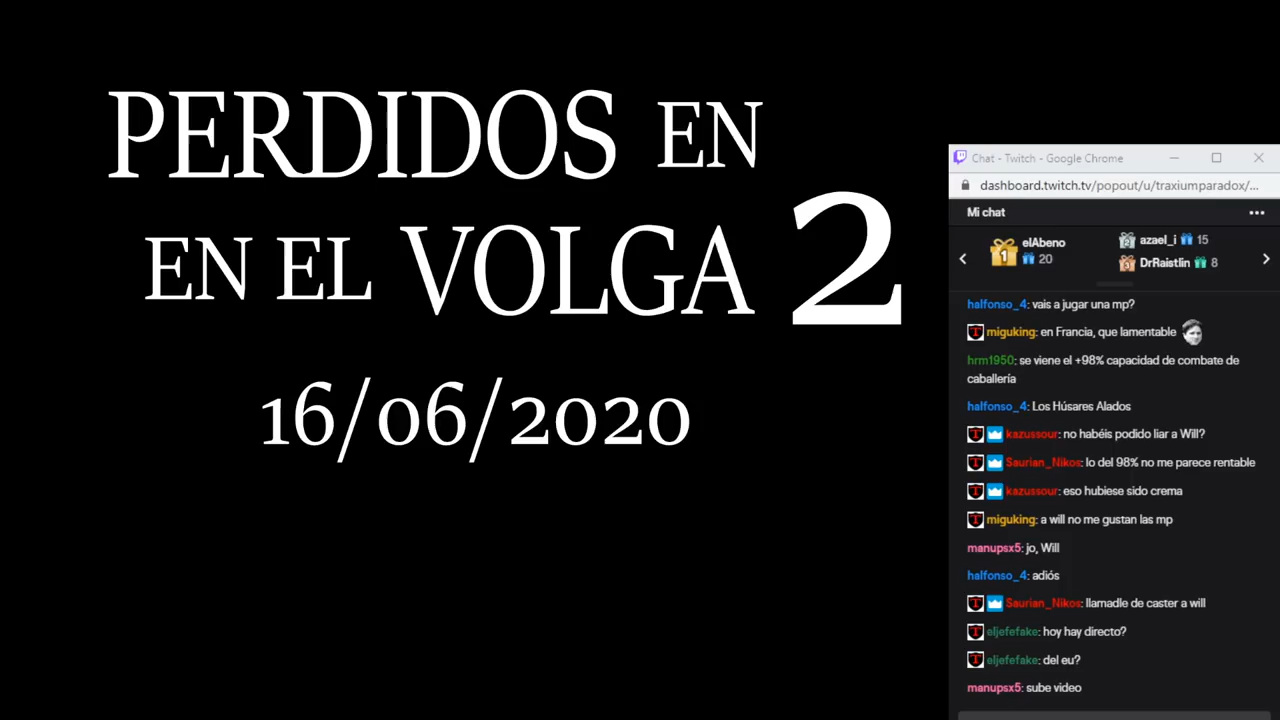 PERDIDOS EN
EN EL VOLGA 2
16/06/2020
Chat - Twitch - Google Chrome
dashboard.twitch.tv/popout/u/traxiumparadox/...
Mi chat
1 elAbeno 20
2 azael_i 15
3 DrRaistlin 8
halfonso_4: vais a jugar una mp?
miguking: en Francia, que lamentable
hrm1950: se viene el +98% capacidad de combate de
caballería
halfonso_4: Los Húsares Alados
kazussour: no habéis podido liar a Will?
Saurian_Nikos: lo del 98% no me parece rentable
kazussour: eso hubiese sido crema
miguking: a will no me gustan las mp
manupsx5: jo, Will
halfonso_4: adiós
Saurian_Nikos: llamadle de caster a will
eljefefake: hoy hay directo?
eljefefake: del eu?
manupsx5: sube video